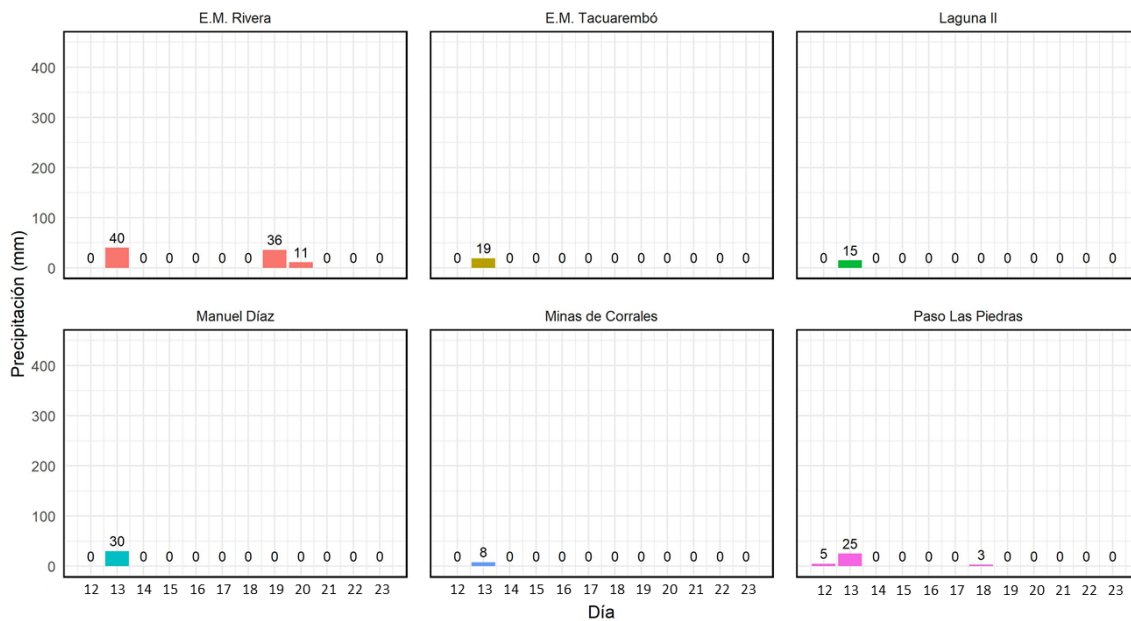 E.M. Rivera E.M. Tacuarembó Laguna II
400
300
200
100
0
0 40 0 0 0 0 0 36 11 0 0 0
0 19 0 0 0 0 0 0 0 0 0 0
0 15 0 0 0 0 0 0 0 0 0 0
Manuel Díaz Minas de Corrales Paso Las Piedras
Precipitación (mm)
400
300
200
100
0
0 30 0 0 0 0 0 0 0 0 0 0
0 8 0 0 0 0 0 0 0 0 0 0
5 25 0 0 0 0 3 0 0 0 0 0
12 13 14 15 16 17 18 19 20 21 22 23
12 13 14 15 16 17 18 19 20 21 22 23
12 13 14 15 16 17 18 19 20 21 22 23
Día